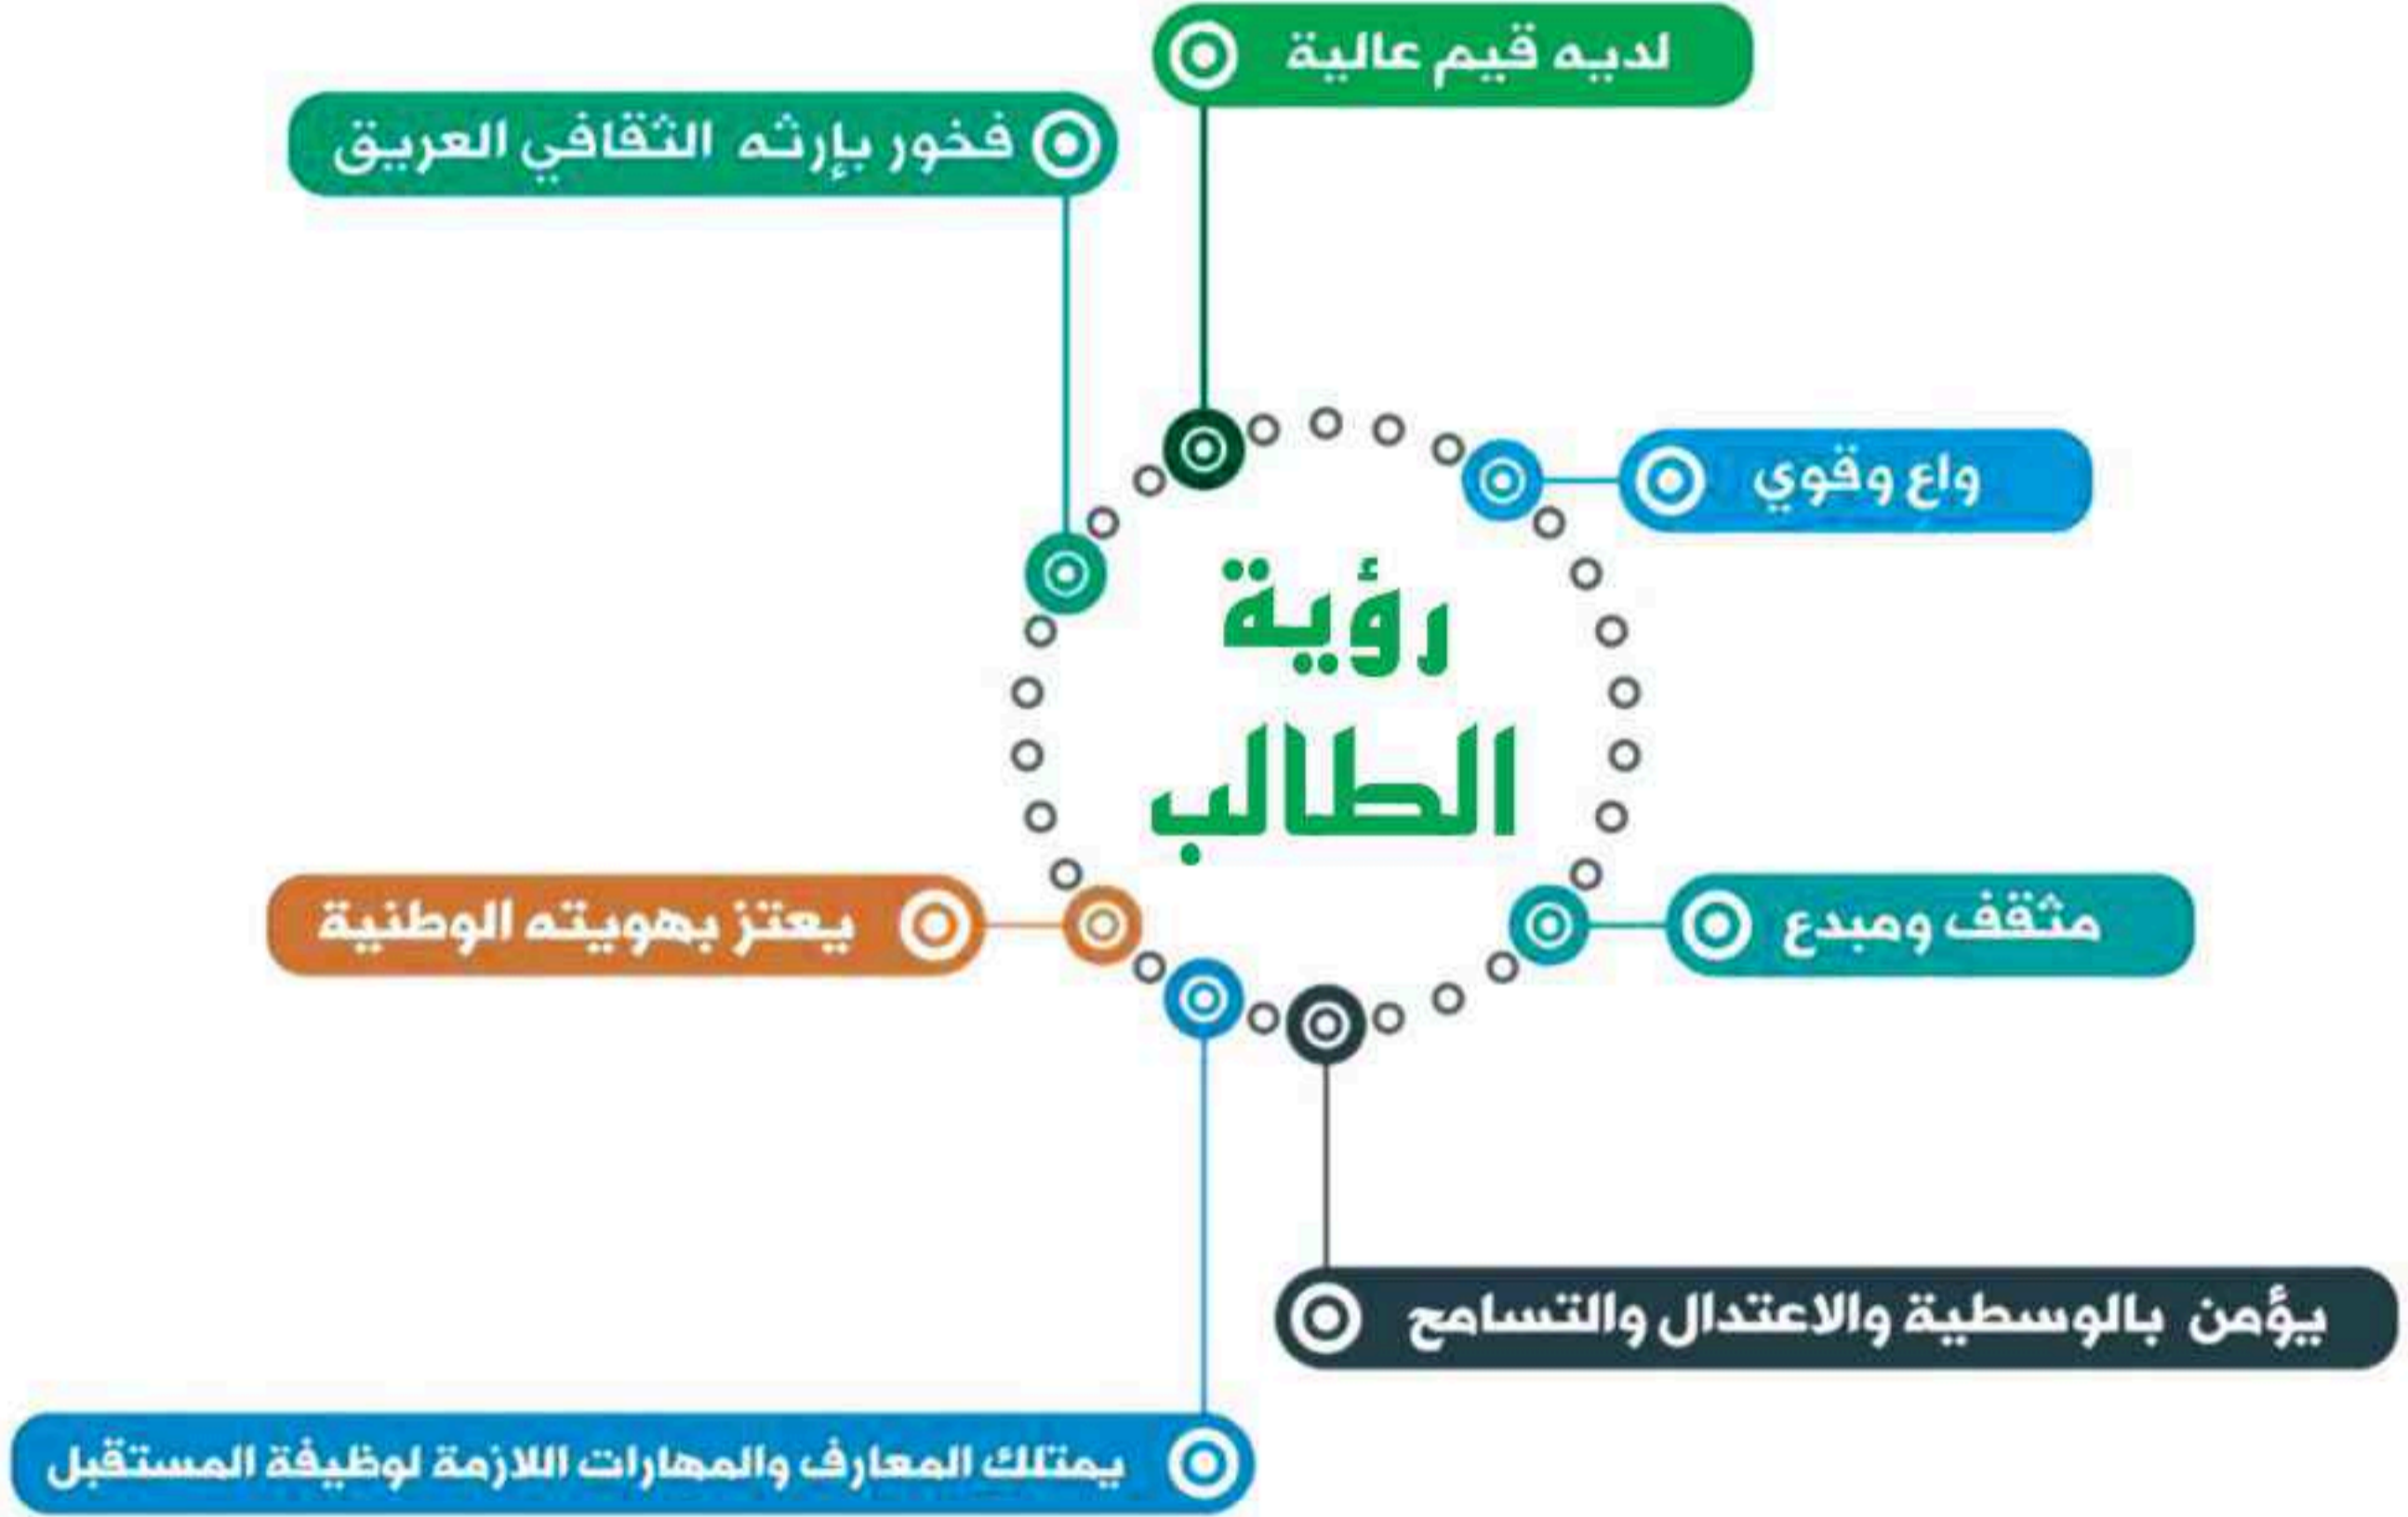 لديه قيم عالية
فخور بإرثه الثقافي العريق
واع وقوي
رؤية
الطالب
مثقف ومبدع
يعتز بهويته الوطنية
يؤمن بالوسطية والاعتدال والتسامح
يمتلك المعارف والمهارات اللازمة لوظيفة المستقبل